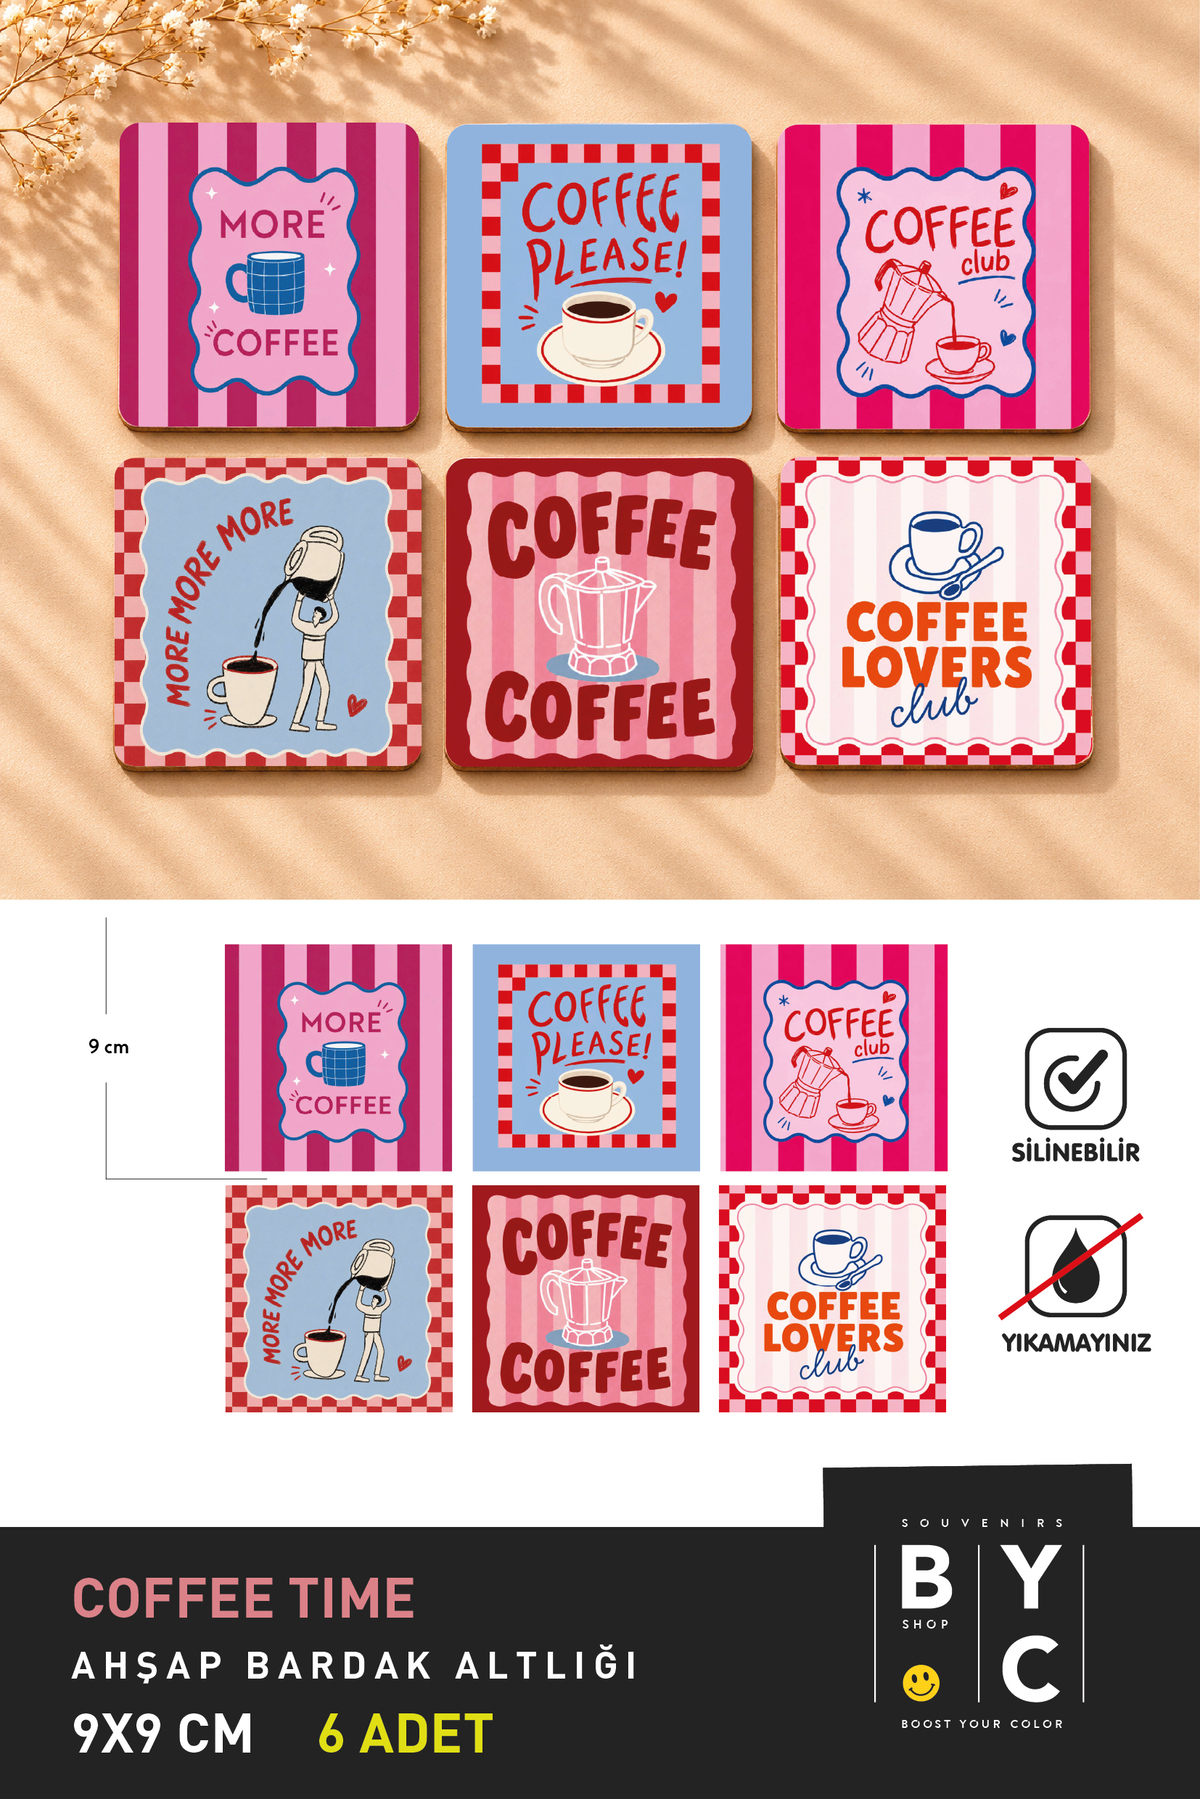 MORE
COFFEE
COFFEE
PLEASE!
COFFEE
club
MORE MORE MORE
COFFEE
COFFEE
COFFEE
LOVERS
club
9 cm
MORE
COFFEE
COFFEE
PLEASE!
COFFEE
club
MORE MORE MORE
COFFEE
COFFEE
COFFEE
LOVERS
club
SİLİNEBİLİR
YIKAMAYINIZ
COFFEE TIME
AHŞAP BARDAK ALTLIĞI
9X9 CM 6 ADET
SOUVENIRS
B Y
SHOP
C
BOOST YOUR COLOR